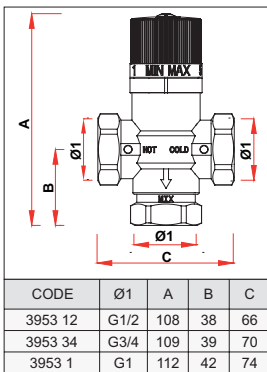 1 MIN MAX
A
B
Ø1
HOT COLD
Ø1
MIX
Ø1
C
CODE Ø1 A B C
3953 12 G1/2 108 38 66
3953 34 G3/4 109 39 70
3953 1 G1 112 42 74